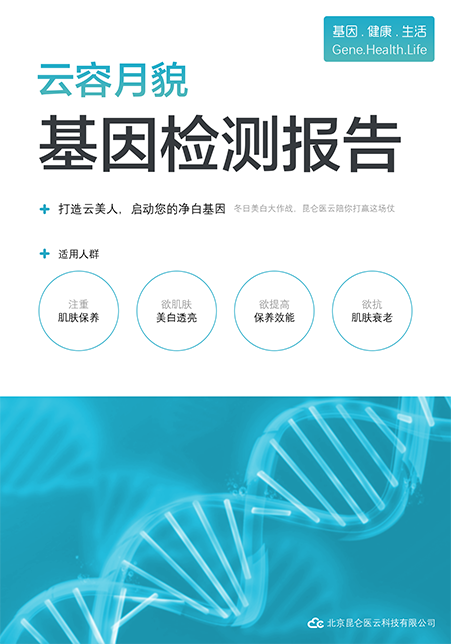 基因 . 健康 . 生活
Gene.Health.Life
云容月貌
基因检测报告
打造云美人，启动您的净白基因 冬日美白大作战，昆仑医云陪你打赢这场仗
适用人群
注重 欲肌肤 欲提高 欲抗
肌肤保养 美白透亮 保养效能 肌肤衰老
北京昆仑医云科技有限公司